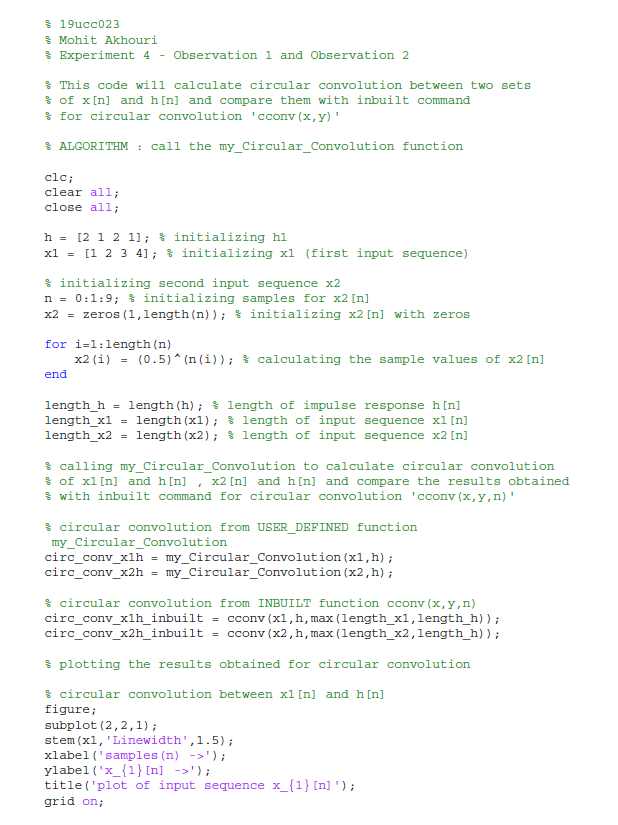 % 19ucc023
% Mohit Akhouri
% Experiment 4 - Observation 1 and Observation 2
% This code will calculate circular convolution between two sets
% of x[n] and h[n] and compare them with inbuilt command
% for circular convolution 'cconv(x,y)'
% ALGORITHM : call the my_Circular_Convolution function
clc;
clear all;
close all;
h = [2 1 2 1]; % initializing h1
x1 = [1 2 3 4]; % initializing x1 (first input sequence)
% initializing second input sequence x2
n = 0:1:9; % initializing samples for x2[n]
x2 = zeros(1,length(n)); % initializing x2[n] with zeros
for i=1:length(n)
    x2(i) = (0.5)^(n(i)); % calculating the sample values of x2[n]
end
length_h = length(h); % length of impulse response h[n]
length_x1 = length(x1); % length of input sequence x1[n]
length_x2 = length(x2); % length of input sequence x2[n]
% calling my_Circular_Convolution to calculate circular convolution
% of x1[n] and h[n] , x2[n] and h[n] and compare the results obtained
% with inbuilt command for circular convolution 'cconv(x,y,n)'
% circular convolution from USER_DEFINED function
 my_Circular_Convolution
circ_conv_x1h = my_Circular_Convolution(x1,h);
circ_conv_x2h = my_Circular_Convolution(x2,h);
% circular convolution from INBUILT function cconv(x,y,n)
circ_conv_x1h_inbuilt = cconv(x1,h,max(length_x1,length_h));
circ_conv_x2h_inbuilt = cconv(x2,h,max(length_x2,length_h));
% plotting the results obtained for circular convolution
% circular convolution between x1[n] and h[n]
figure;
subplot(2,2,1);
stem(x1,'Linewidth',1.5);
xlabel('samples(n) ->');
ylabel('x_{1}[n] ->');
title('plot of input sequence x_{1}[n]');
grid on;